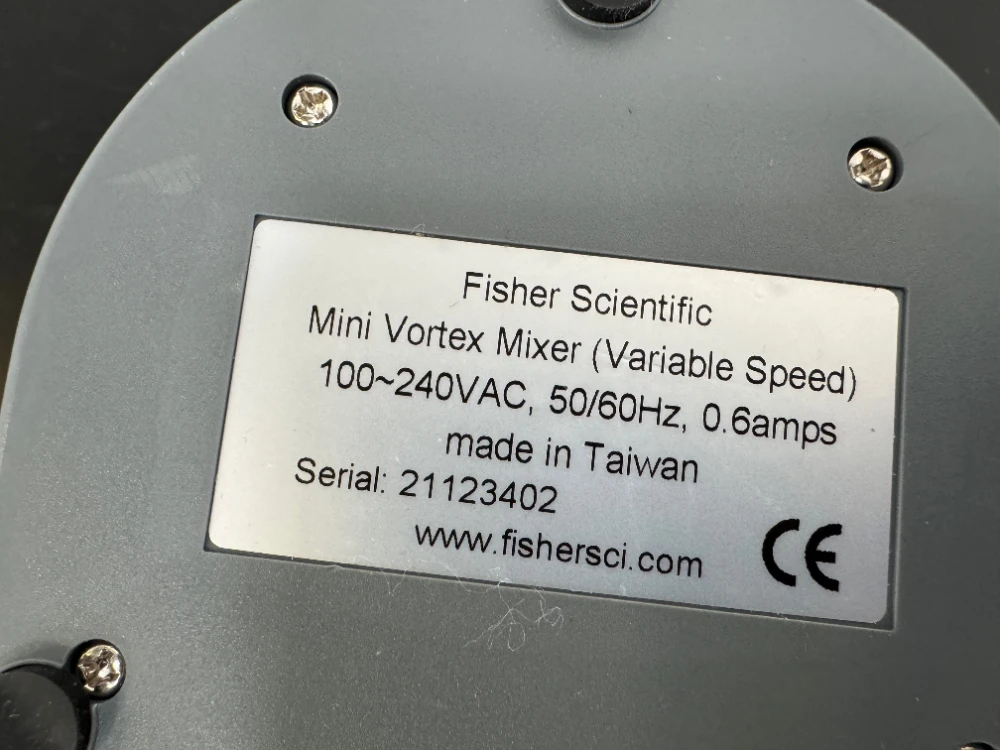 Fisher Scientific
Mini Vortex Mixer (Variable Speed)
100~240VAC, 50/60Hz, 0.6amps
made in Taiwan
Serial: 21123402
www.fishersci.com
CE